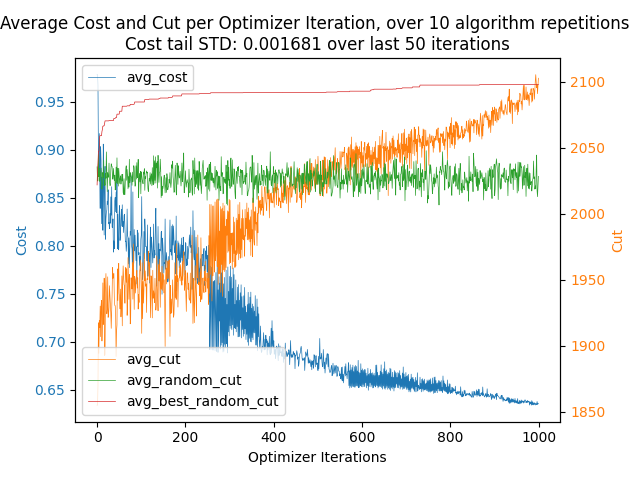 Average Cost and Cut per Optimizer Iteration, over 10 algorithm repetitions
Cost tail STD: 0.001681 over last 50 iterations
avg_cost
0.95
0.90
0.85
0.80
0.75
0.70
0.65
Cost
2100
2050
2000
1950
1900
1850
Cut
avg_cut
avg_random_cut
avg_best_random_cut
0 200 400 600 800 1000
Optimizer Iterations